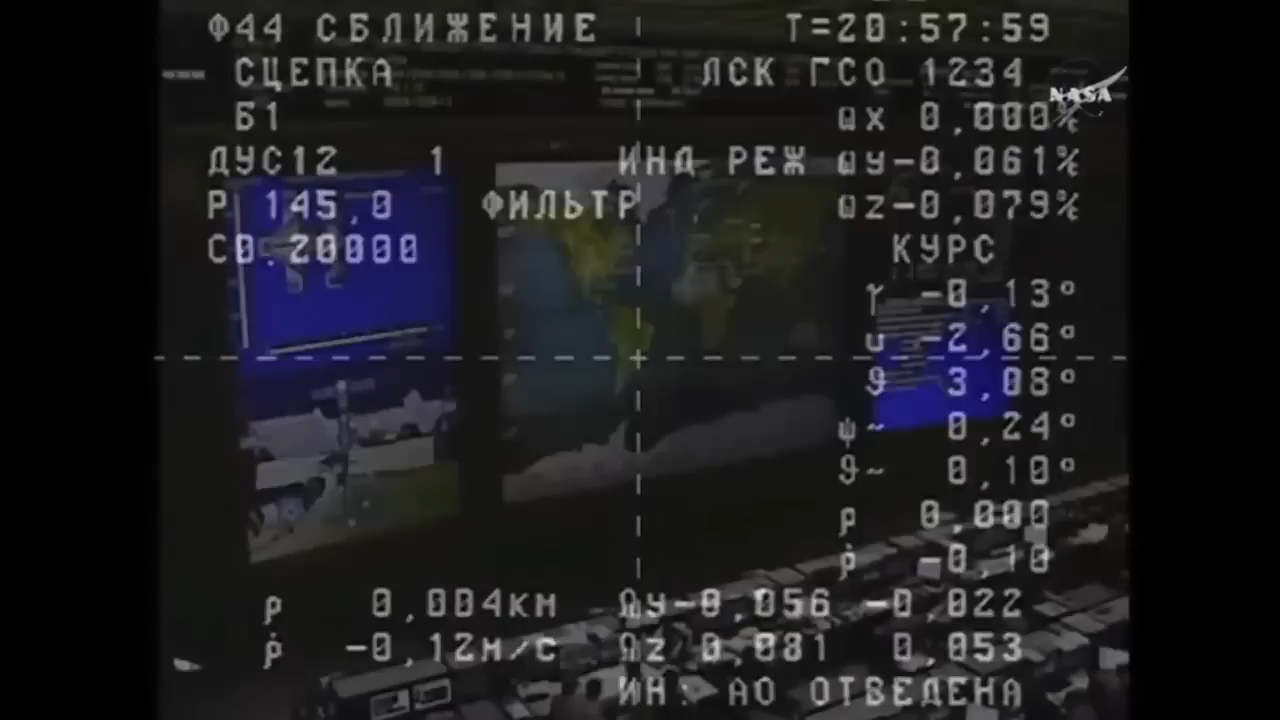 Ф44 СБЛИЖЕНИЕ T=20:57:59
СЦЕПКА ЛСК ГСО 1234
NASA
Б1 ωx 0,000%
ДУС12 1 ИНД РЕЖ ωy-0,061%
P 145,0 ФИЛЬТР ωz-0,079%
C0.20000 КУРС
γ -0,13°
υ -2,66°
ϑ 3,08°
ψ~ 0,24°
ϑ~ 0,10°
ρ 0,000
ρ̇ -0,10
ρ 0,004км Ωy-0,056 -0,022
ρ̇ -0,12м/с Ωz 0,081 0,053
ИН: АО ОТВЕДЕНА